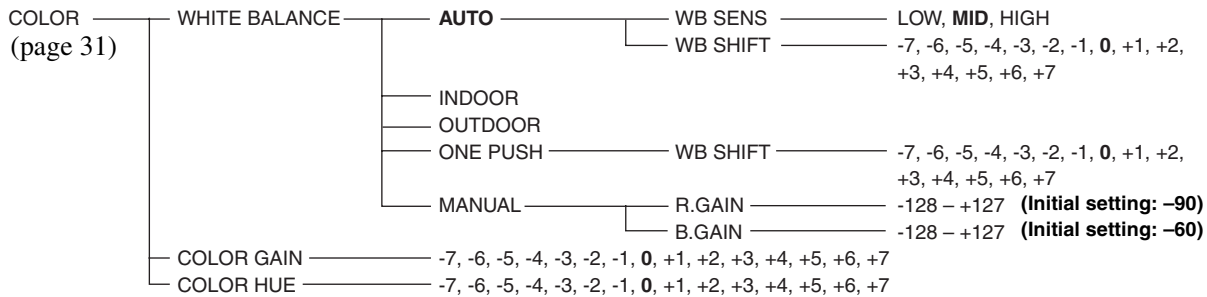 COLOR WHITE BALANCE AUTO WB SENS LOW, MID, HIGH
(page 31) WB SHIFT -7, -6, -5, -4, -3, -2, -1, 0, +1, +2,
+3, +4, +5, +6, +7
INDOOR
OUTDOOR
ONE PUSH WB SHIFT -7, -6, -5, -4, -3, -2, -1, 0, +1, +2,
+3, +4, +5, +6, +7
MANUAL R.GAIN -128 – +127 (Initial setting: –90)
B.GAIN -128 – +127 (Initial setting: –60)
COLOR GAIN -7, -6, -5, -4, -3, -2, -1, 0, +1, +2, +3, +4, +5, +6, +7
COLOR HUE -7, -6, -5, -4, -3, -2, -1, 0, +1, +2, +3, +4, +5, +6, +7